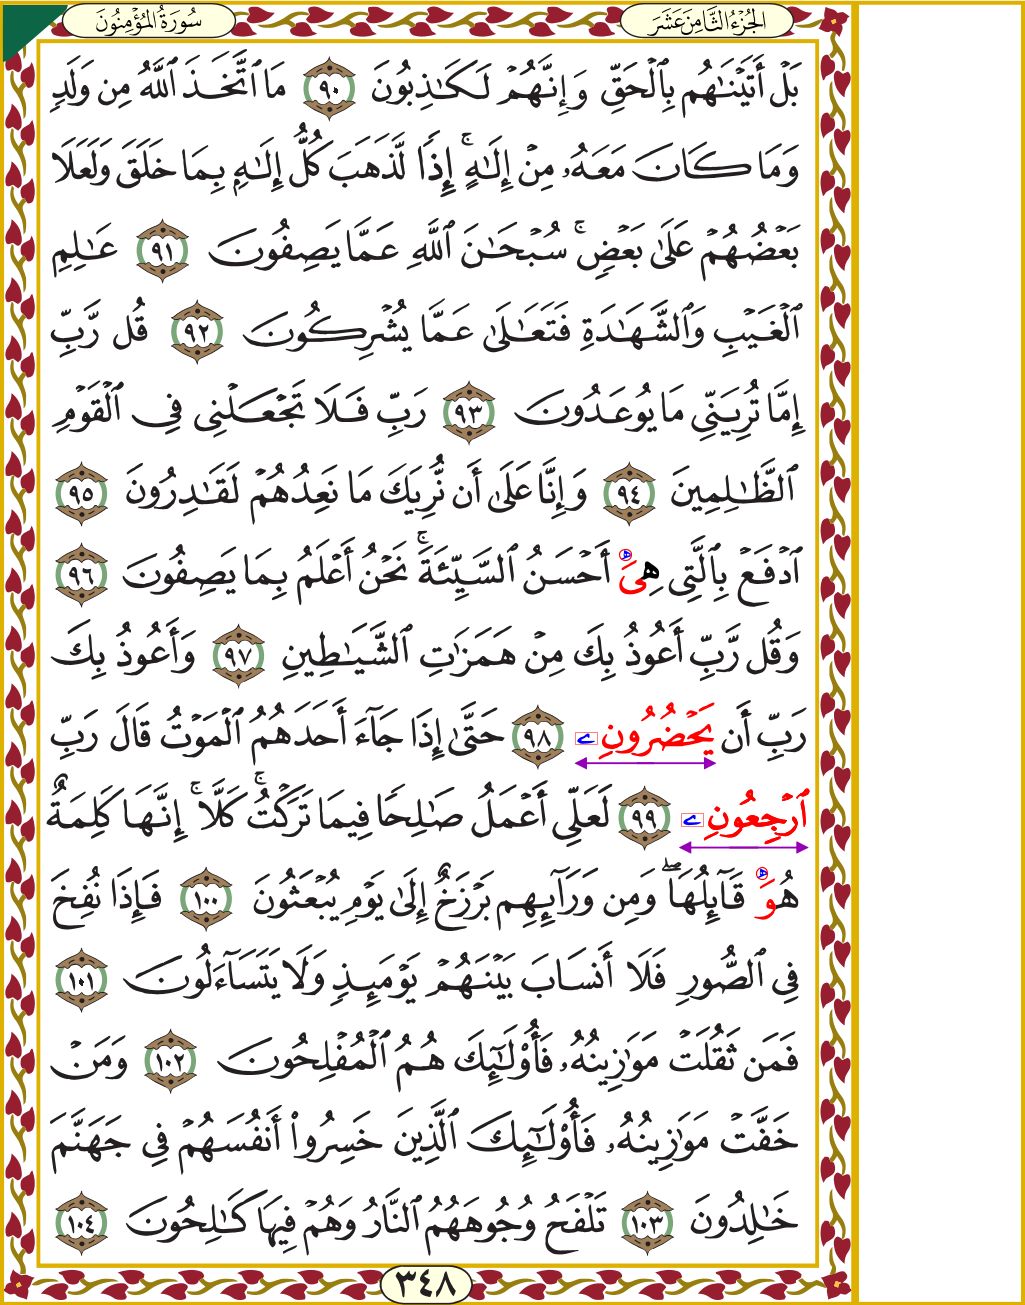 الجُزْءُ الثَّامِنَ عَشَرَ
سُورَةُ المُؤْمِنُونَ
بَلْ أَتَيْنَٰهُم بِٱلْحَقِّ وَإِنَّهُمْ لَكَٰذِبُونَ ٩٠ مَا ٱتَّخَذَ ٱللَّهُ مِن وَلَدٍ
وَمَا كَانَ مَعَهُۥ مِنْ إِلَٰهٍ ۚ إِذًا لَّذَهَبَ كُلُّ إِلَٰهٍۭ بِمَا خَلَقَ وَلَعَلَا
بَعْضُهُمْ عَلَىٰ بَعْضٍ ۚ سُبْحَٰنَ ٱللَّهِ عَمَّا يَصِفُونَ ٩١ عَٰلِمِ
ٱلْغَيْبِ وَٱلشَّهَٰدَةِ فَتَعَٰلَىٰ عَمَّا يُشْرِكُونَ ٩٢ قُل رَّبِّ
إِمَّا تُرِيَنِّي مَا يُوعَدُونَ ٩٣ رَبِّ فَلَا تَجْعَلْنِي فِي ٱلْقَوْمِ
ٱلظَّٰلِمِينَ ٩٤ وَإِنَّا عَلَىٰ أَن نُّرِيَكَ مَا نَعِدُهُمْ لَقَٰدِرُونَ ٩٥
ٱدْفَعْ بِٱلَّتِي هِيَ أَحْسَنُ ٱلسَّيِّئَةَ ۚ نَحْنُ أَعْلَمُ بِمَا يَصِفُونَ ٩٦
وَقُل رَّبِّ أَعُوذُ بِكَ مِنْ هَمَزَٰتِ ٱلشَّيَٰطِينِ ٩٧ وَأَعُوذُ بِكَ
رَبِّ أَن يَحْضُرُونِ ے ٩٨ حَتَّىٰ إِذَا جَآءَ أَحَدَهُمُ ٱلْمَوْتُ قَالَ رَبِّ
ٱرْجِعُونِ ے ٩٩ لَعَلِّي أَعْمَلُ صَٰلِحًا فِيمَا تَرَكْتُ ۚ كَلَّا ۚ إِنَّهَا كَلِمَةٌ
هُوَ قَآئِلُهَا ۖ وَمِن وَرَآئِهِم بَرْزَخٌ إِلَىٰ يَوْمِ يُبْعَثُونَ ١٠٠ فَإِذَا نُفِخَ
فِي ٱلصُّورِ فَلَا أَنسَابَ بَيْنَهُمْ يَوْمَئِذٍ وَلَا يَتَسَآءَلُونَ ١٠١
فَمَن ثَقُلَتْ مَوَٰزِينُهُۥ فَأُوْلَٰٓئِكَ هُمُ ٱلْمُفْلِحُونَ ١٠٢ وَمَنْ
خَفَّتْ مَوَٰزِينُهُۥ فَأُوْلَٰٓئِكَ ٱلَّذِينَ خَسِرُوٓاْ أَنفُسَهُمْ فِي جَهَنَّمَ
خَٰلِدُونَ ١٠٣ تَلْفَحُ وُجُوهَهُمُ ٱلنَّارُ وَهُمْ فِيهَا كَٰلِحُونَ ١٠٤
٣٤٨